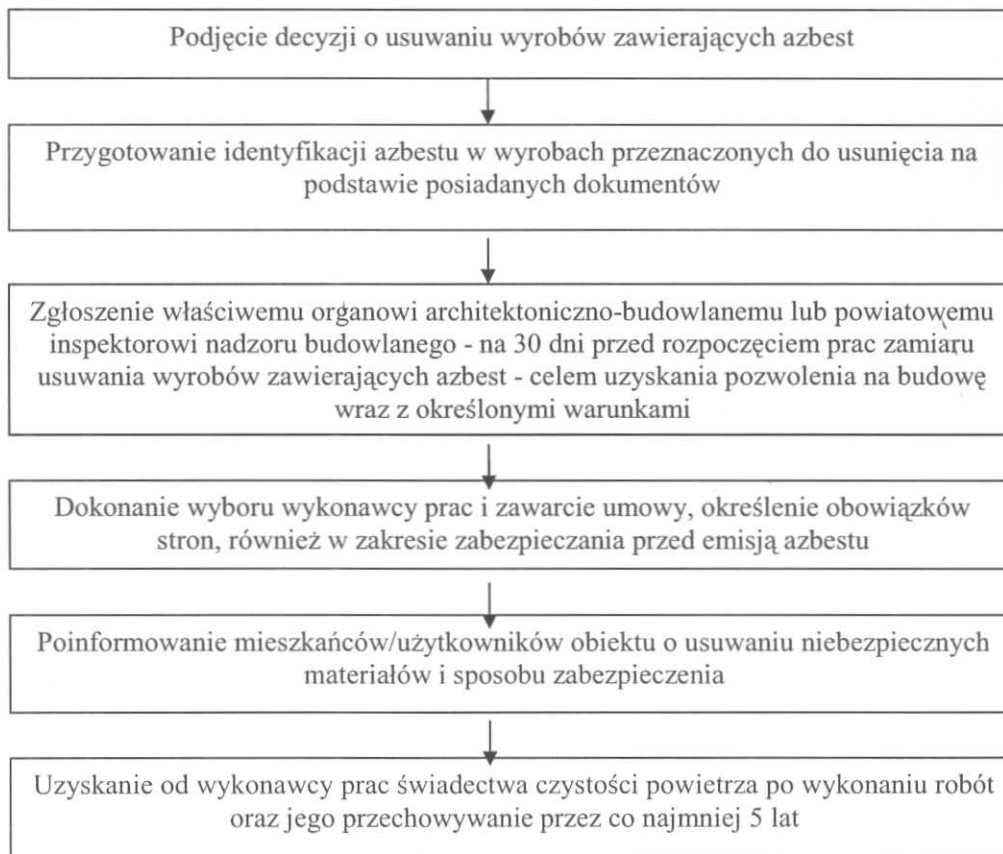 Podjęcie decyzji o usuwaniu wyrobów zawierających azbest
Przygotowanie identyfikacji azbestu w wyrobach przeznaczonych do usunięcia na
podstawie posiadanych dokumentów
Zgłoszenie właściwemu organowi architektoniczno-budowlanemu lub powiatowemu
inspektorowi nadzoru budowlanego - na 30 dni przed rozpoczęciem prac zamiaru
usuwania wyrobów zawierających azbest - celem uzyskania pozwolenia na budowę
wraz z określonymi warunkami
Dokonanie wyboru wykonawcy prac i zawarcie umowy, określenie obowiązków
stron, również w zakresie zabezpieczania przed emisją azbestu
Poinformowanie mieszkańców/użytkowników obiektu o usuwaniu niebezpiecznych
materiałów i sposobu zabezpieczenia
Uzyskanie od wykonawcy prac świadectwa czystości powietrza po wykonaniu robót
oraz jego przechowywanie przez co najmniej 5 lat